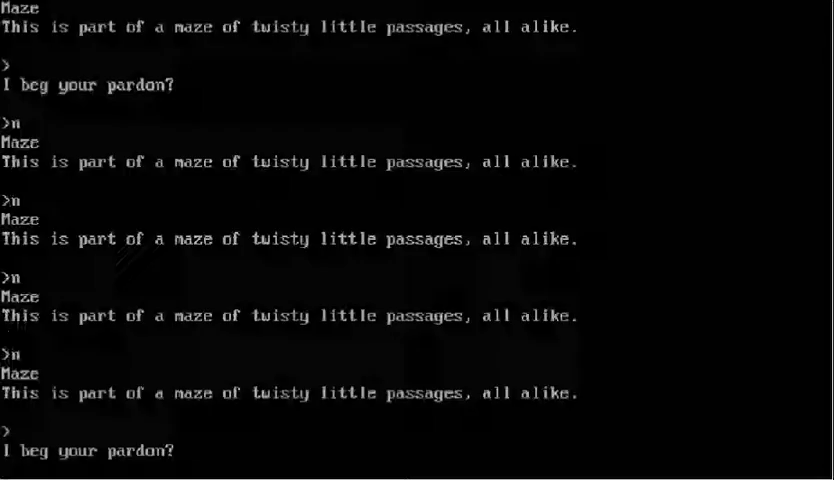 Maze
This is part of a maze of twisty little passages, all alike.
>
I beg your pardon?
>n
Maze
This is part of a maze of twisty little passages, all alike.
>n
Maze
This is part of a maze of twisty little passages, all alike.
>n
Maze
This is part of a maze of twisty little passages, all alike.
>n
Maze
This is part of a maze of twisty little passages, all alike.
>
I beg your pardon?